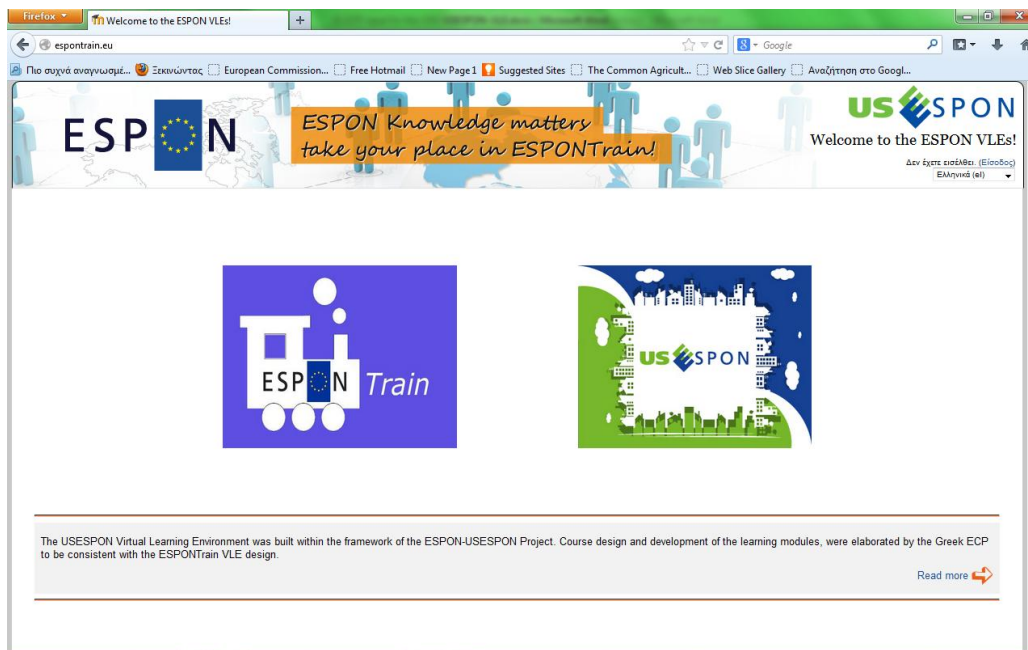 Firefox
Welcome to the ESPON VLEs!
espontrain.eu
Google
Πιο συχνά αναγνωσμέ... Ξεκινώντας European Commission... Free Hotmail New Page 1 Suggested Sites The Common Agricult... Web Slice Gallery Αναζήτηση στο Googl...
ESPON
ESPON Knowledge matters
take your place in ESPONTrain!
USESPON
Welcome to the ESPON VLEs!
Δεν έχετε εισέλθει. (Είσοδος)
Ελληνικά (el)
ESPON Train
USESPON
The USESPON Virtual Learning Environment was built within the framework of the ESPON-USESPON Project. Course design and development of the learning modules, were elaborated by the Greek ECP
to be consistent with the ESPONTrain VLE design.
Read more